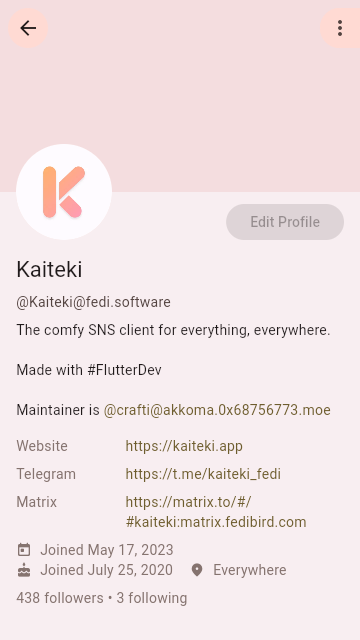 Edit Profile
Kaiteki
@Kaiteki@fedi.software
The comfy SNS client for everything, everywhere.
Made with #FlutterDev
Maintainer is @crafti@akkoma.0x68756773.moe
Website https://kaiteki.app
Telegram https://t.me/kaiteki_fedi
Matrix https://matrix.to/#/
#kaiteki:matrix.fedibird.com
Joined May 17, 2023
Joined July 25, 2020 Everywhere
438 followers • 3 following